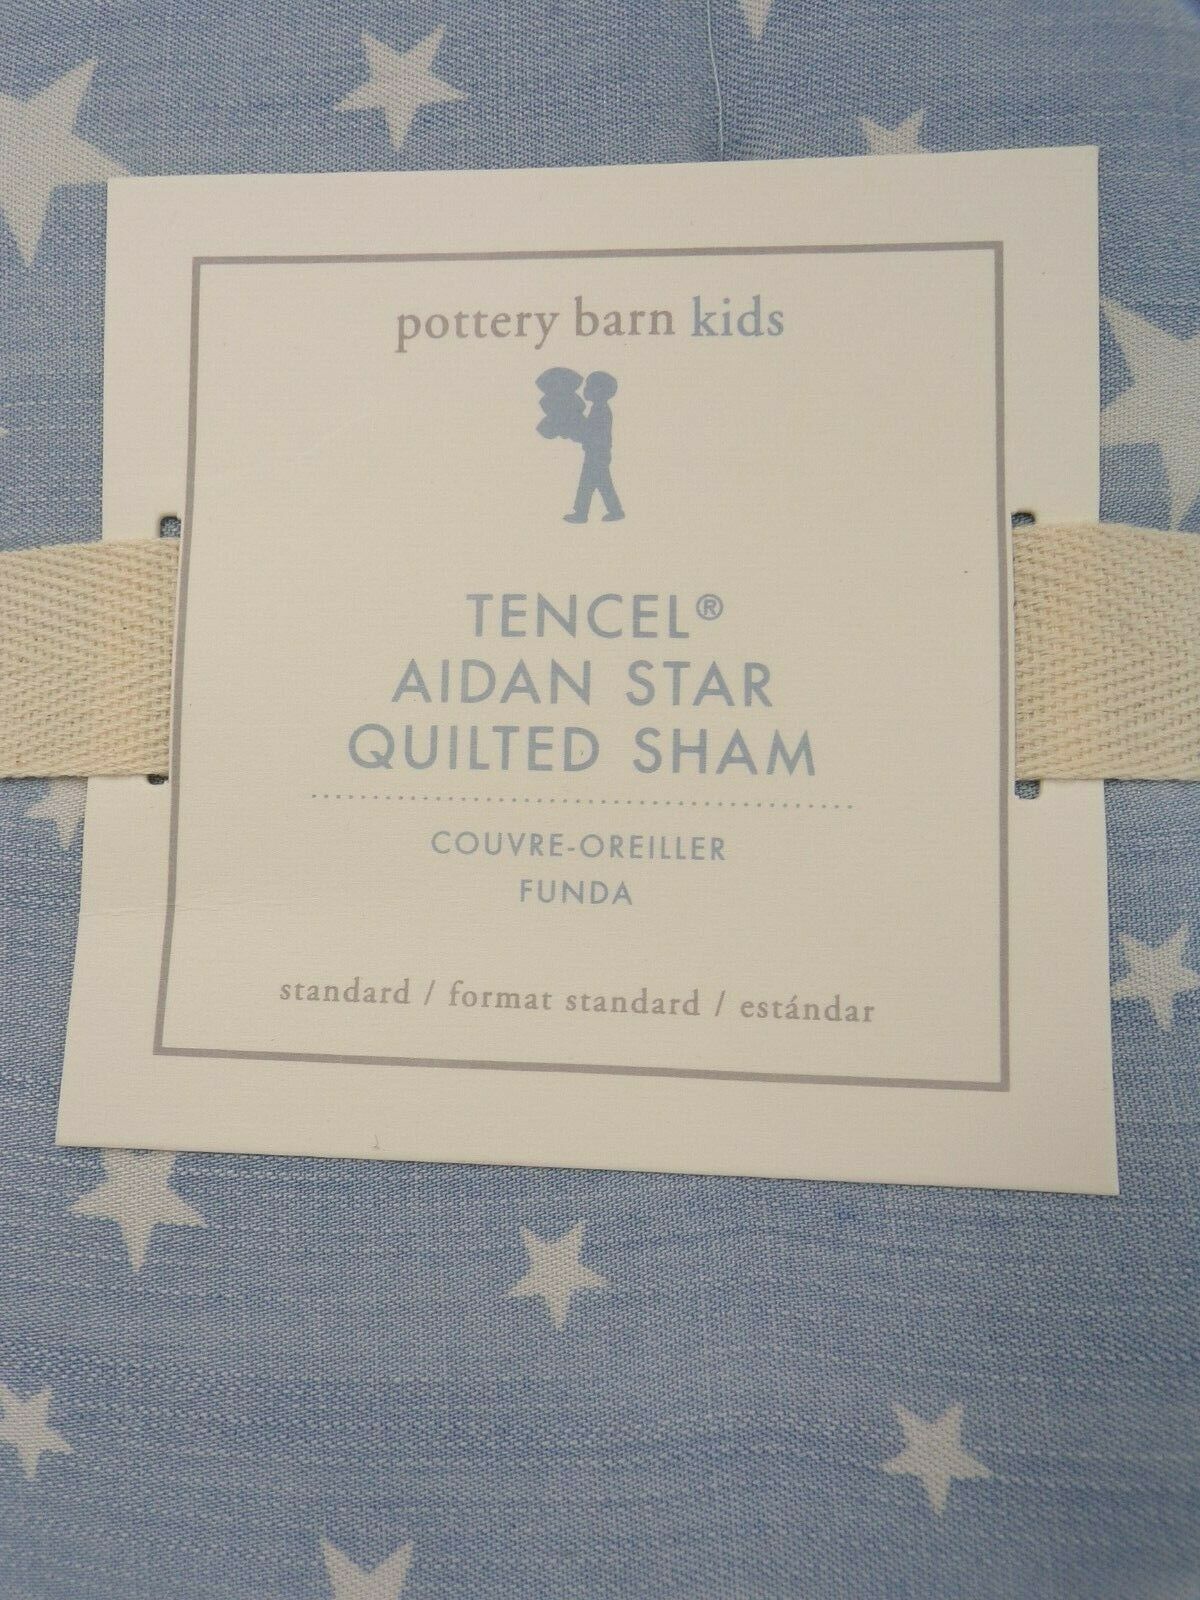 pottery barn kids
TENCEL®
AIDAN STAR
QUILTED SHAM
COUVRE-OREILLER
FUNDA
standard / format standard / estándar